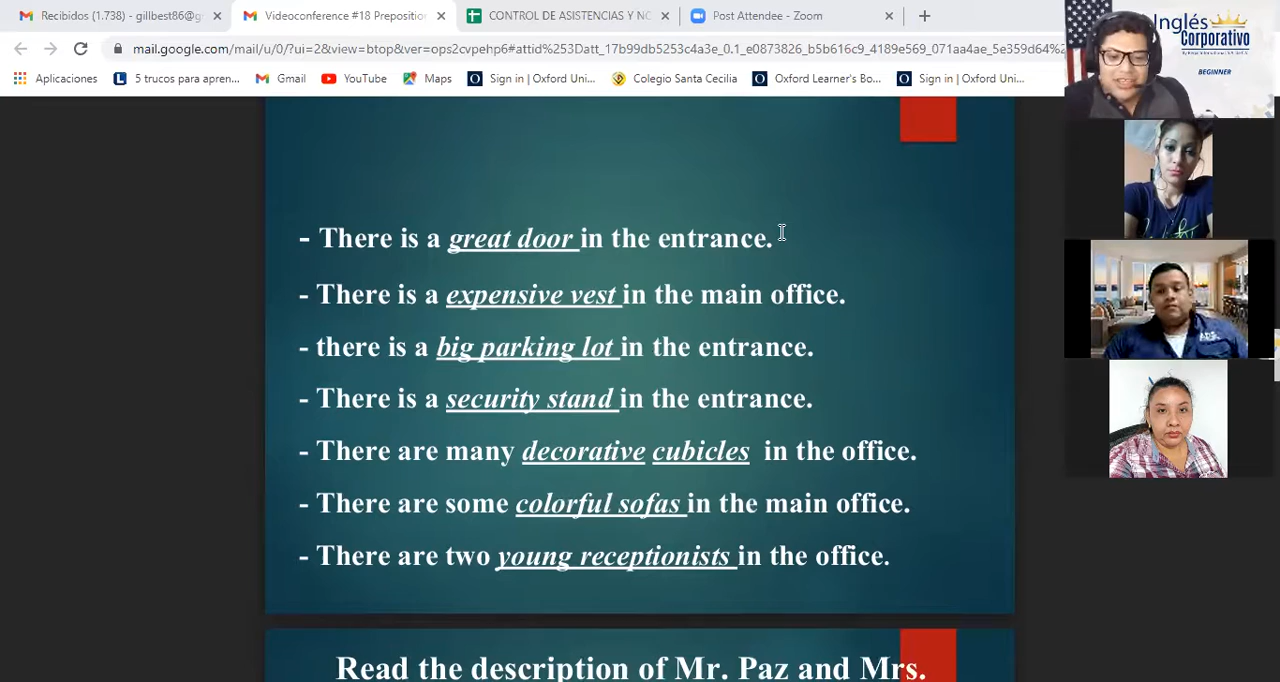 Recibidos (1.738) - gillbest86@g
Videoconference #18 Prepositio
CONTROL DE ASISTENCIAS Y NO
Post Attendee - Zoom
mail.google.com/mail/u/0/?ui=2&view=btop&ver=ops2cvpehp6#attid%253Datt_17b99db5253c4a3e_0.1_e0873826_b5b616c9_4189e569_071aa4ae_5e359d64%2
Aplicaciones
5 trucos para apren...
Gmail
YouTube
Maps
Sign in | Oxford Uni...
Colegio Santa Cecilia
Oxford Learner's Bo...
Sign in | Oxford Uni...
Inglés
Corporativo
BEGINNER
- There is a great door in the entrance.
- There is a expensive vest in the main office.
- there is a big parking lot in the entrance.
- There is a security stand in the entrance.
- There are many decorative cubicles in the office.
- There are some colorful sofas in the main office.
- There are two young receptionists in the office.
Read the description of Mr. Paz and Mrs.